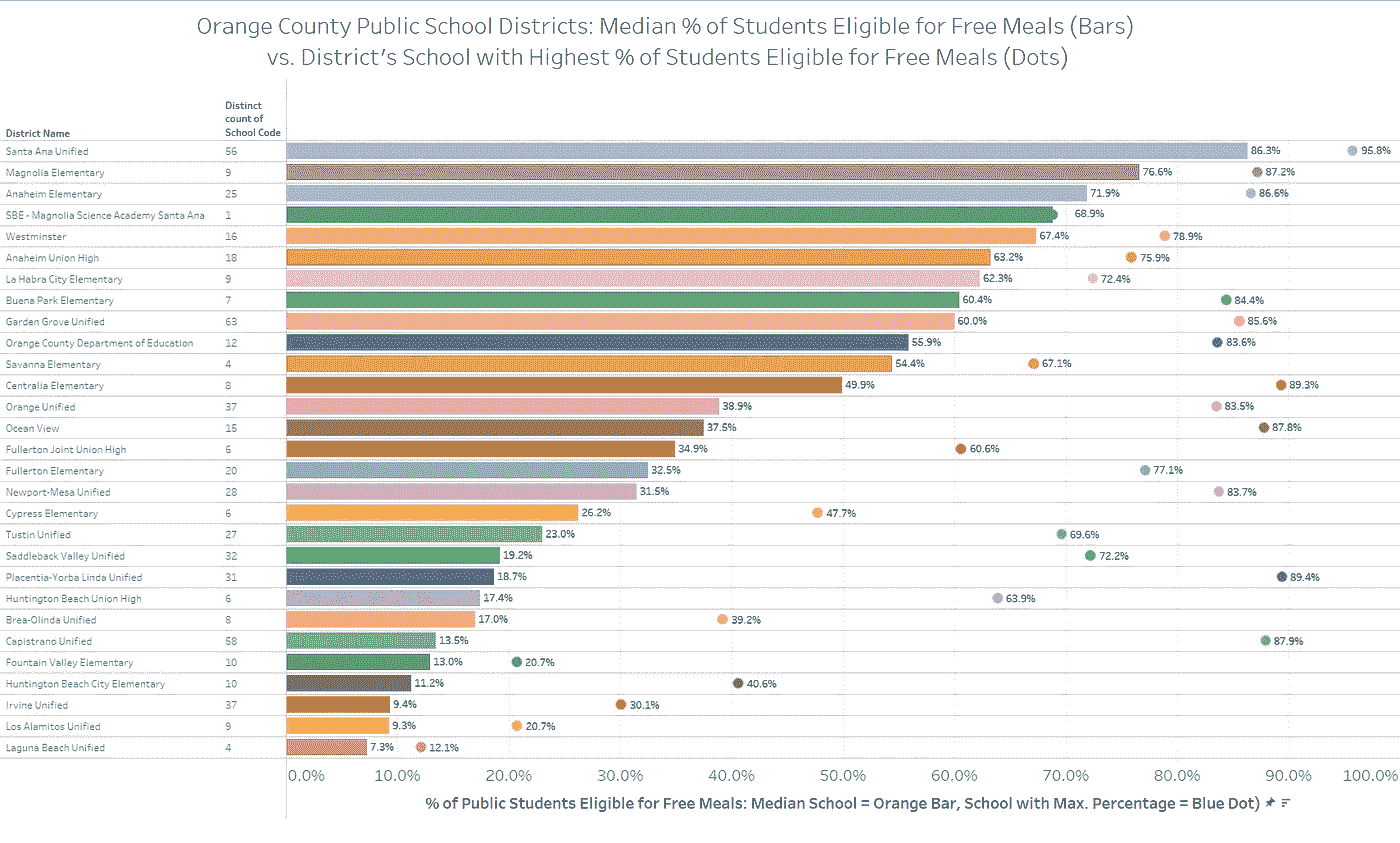 Orange County Public School Districts: Median % of Students Eligible for Free Meals (Bars)
vs. District's School with Highest % of Students Eligible for Free Meals (Dots)
Distinct
count of
District Name School Code
Santa Ana Unified 56 86.3% 95.8%
Magnolia Elementary 9 76.6% 87.2%
Anaheim Elementary 25 71.9% 86.6%
SBE - Magnolia Science Academy Santa Ana 1 68.9%
Westminster 16 67.4% 78.9%
Anaheim Union High 18 63.2% 75.9%
La Habra City Elementary 9 62.3% 72.4%
Buena Park Elementary 7 60.4% 84.4%
Garden Grove Unified 63 60.0% 85.6%
Orange County Department of Education 12 55.9% 83.6%
Savanna Elementary 4 54.4% 67.1%
Centralia Elementary 8 49.9% 89.3%
Orange Unified 37 38.9% 83.5%
Ocean View 15 37.5% 87.8%
Fullerton Joint Union High 6 34.9% 60.6%
Fullerton Elementary 20 32.5% 77.1%
Newport-Mesa Unified 28 31.5% 83.7%
Cypress Elementary 6 26.2% 47.7%
Tustin Unified 27 23.0% 69.6%
Saddleback Valley Unified 32 19.2% 72.2%
Placentia-Yorba Linda Unified 31 18.7% 89.4%
Huntington Beach Union High 6 17.4% 63.9%
Brea-Olinda Unified 8 17.0% 39.2%
Capistrano Unified 58 13.5% 87.9%
Fountain Valley Elementary 10 13.0% 20.7%
Huntington Beach City Elementary 10 11.2% 40.6%
Irvine Unified 37 9.4% 30.1%
Los Alamitos Unified 9 9.3% 20.7%
Laguna Beach Unified 4 7.3% 12.1%
0.0% 10.0% 20.0% 30.0% 40.0% 50.0% 60.0% 70.0% 80.0% 90.0% 100.0%
% of Public Students Eligible for Free Meals: Median School = Orange Bar, School with Max. Percentage = Blue Dot)